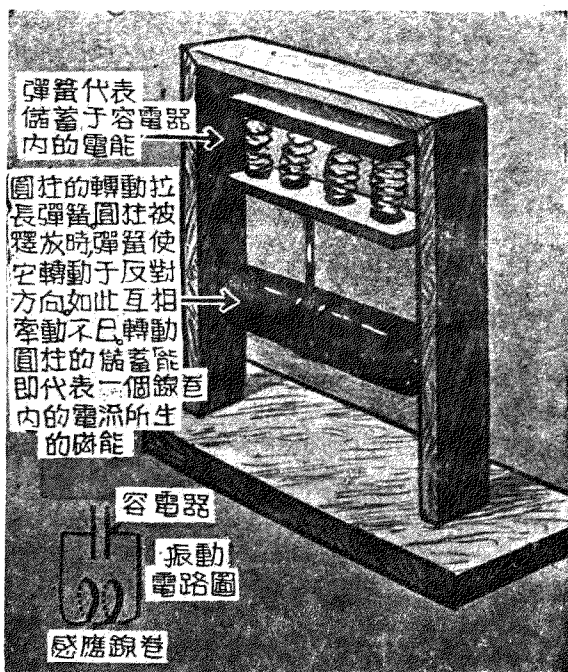 彈簧代表
儲蓄于容電器
內的電能
圓柱的轉動拉
長彈簧。圓柱被
釋放時,彈簧使
它轉動于反對
方向。如此互相
牽動不已。轉動
圓柱的儲蓄能
即代表一個線卷
內的電流所生
的磁能
容電器
振動
電路圖
感應線卷